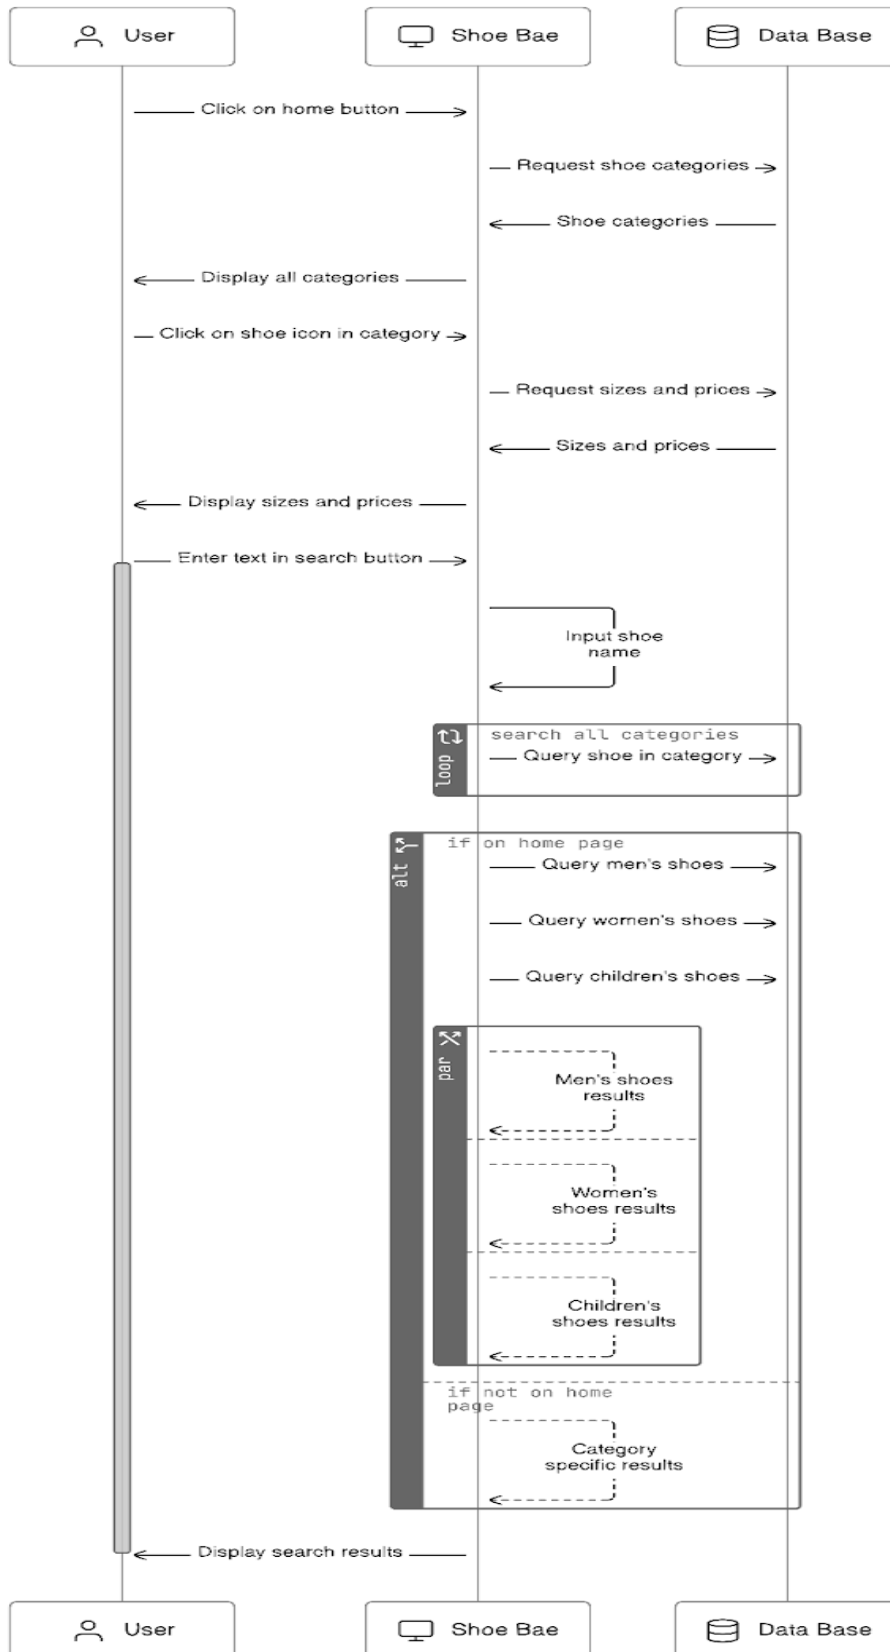 User
Shoe Bae
Data Base
Click on home button
Request shoe categories
Shoe categories
Display all categories
Click on shoe icon in category
Request sizes and prices
Sizes and prices
Display sizes and prices
Enter text in search button
Input shoe
name
loop
search all categories
Query shoe in category
alt
if on home page
Query men's shoes
Query women's shoes
Query children's shoes
par
Men's shoes
results
Women's
shoes results
Children's
shoes results
if not on home
page
Category
specific results
Display search results
User
Shoe Bae
Data Base